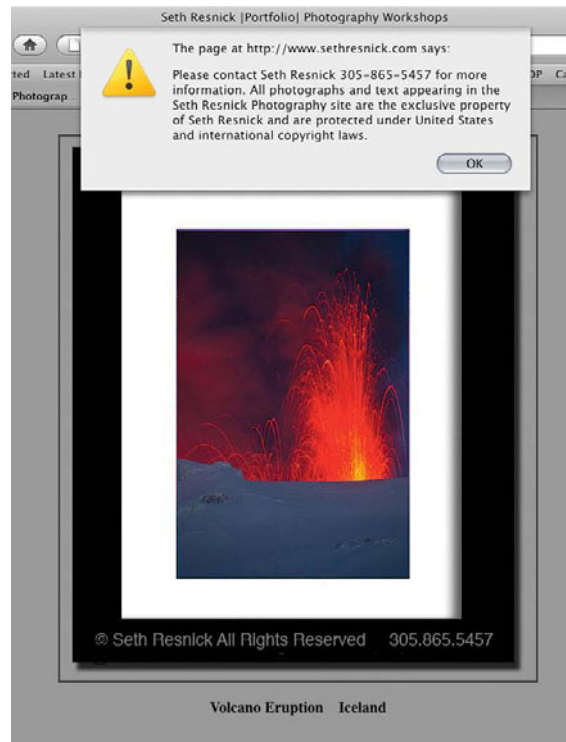 Seth Resnick |Portfolio| Photography Workshops
The page at http://www.sethresnick.com says:
Please contact Seth Resnick 305-865-5457 for more
information. All photographs and text appearing in the
Seth Resnick Photography site are the exclusive property
of Seth Resnick and are protected under United States
and international copyright laws.
OK
ted Latest
DP Ca
Photograp...
© Seth Resnick All Rights Reserved 305.865.5457
Volcano Eruption Iceland